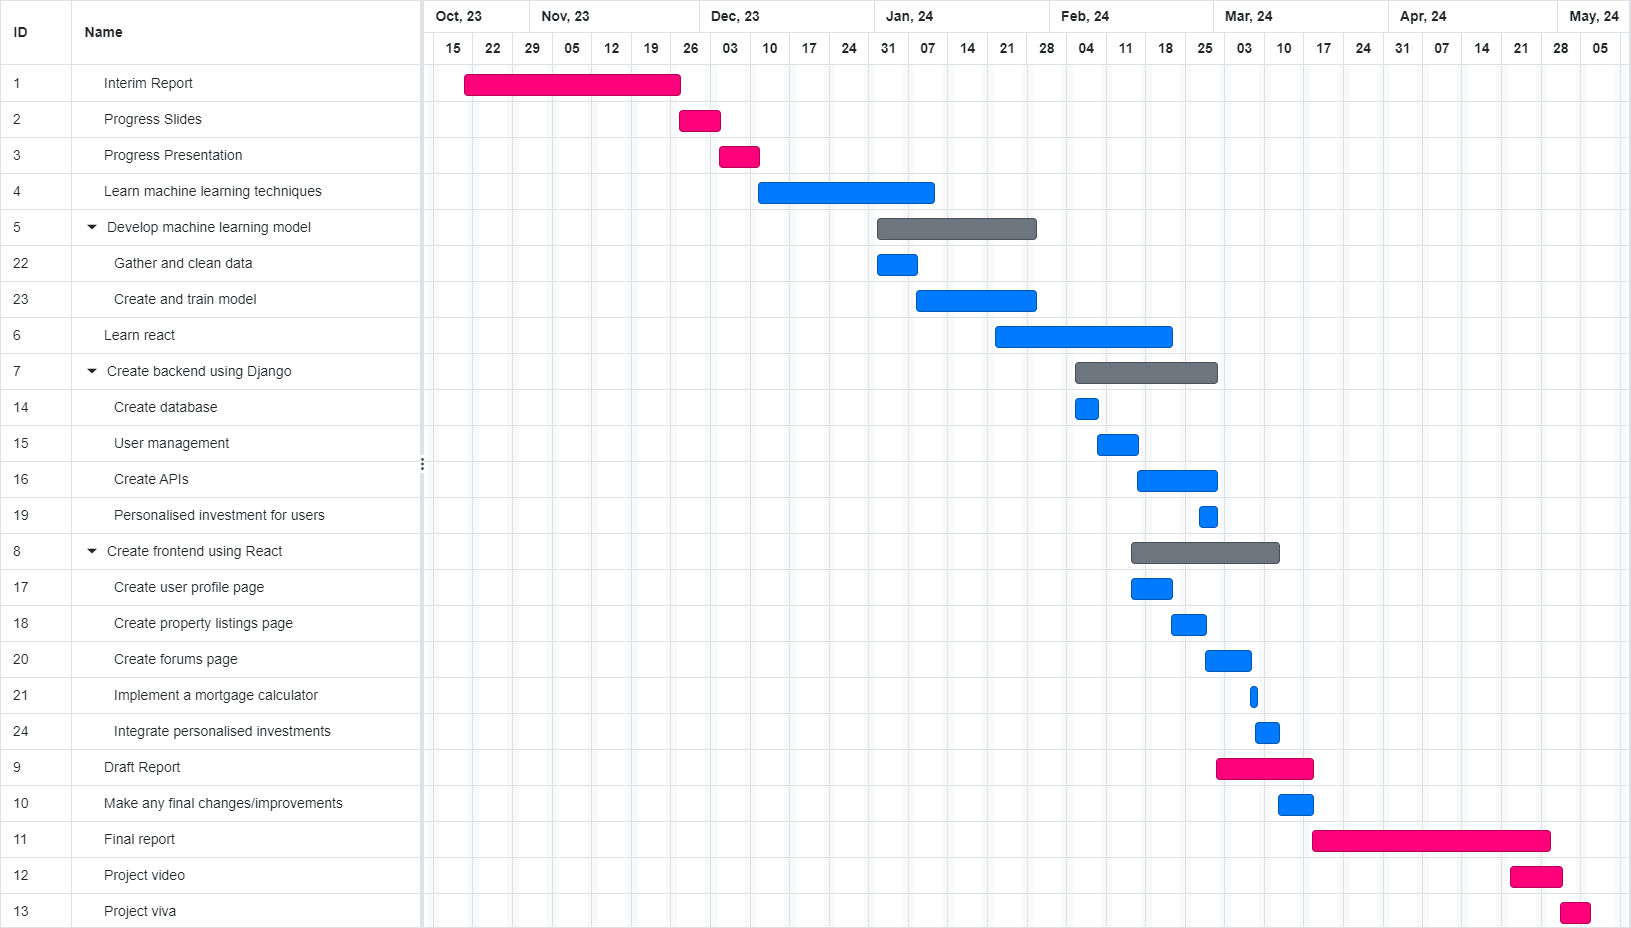 Oct, 23 Nov, 23 Dec, 23 Jan, 24 Feb, 24 Mar, 24 Apr, 24 May, 24
ID Name
15 22 29 05 12 19 26 03 10 17 24 31 07 14 21 28 04 11 18 25 03 10 17 24 31 07 14 21 28 05
1 Interim Report
2 Progress Slides
3 Progress Presentation
4 Learn machine learning techniques
5 Develop machine learning model
22 Gather and clean data
23 Create and train model
6 Learn react
7 Create backend using Django
14 Create database
15 User management
16 Create APIs
19 Personalised investment for users
8 Create frontend using React
17 Create user profile page
18 Create property listings page
20 Create forums page
21 Implement a mortgage calculator
24 Integrate personalised investments
9 Draft Report
10 Make any final changes/improvements
11 Final report
12 Project video
13 Project viva